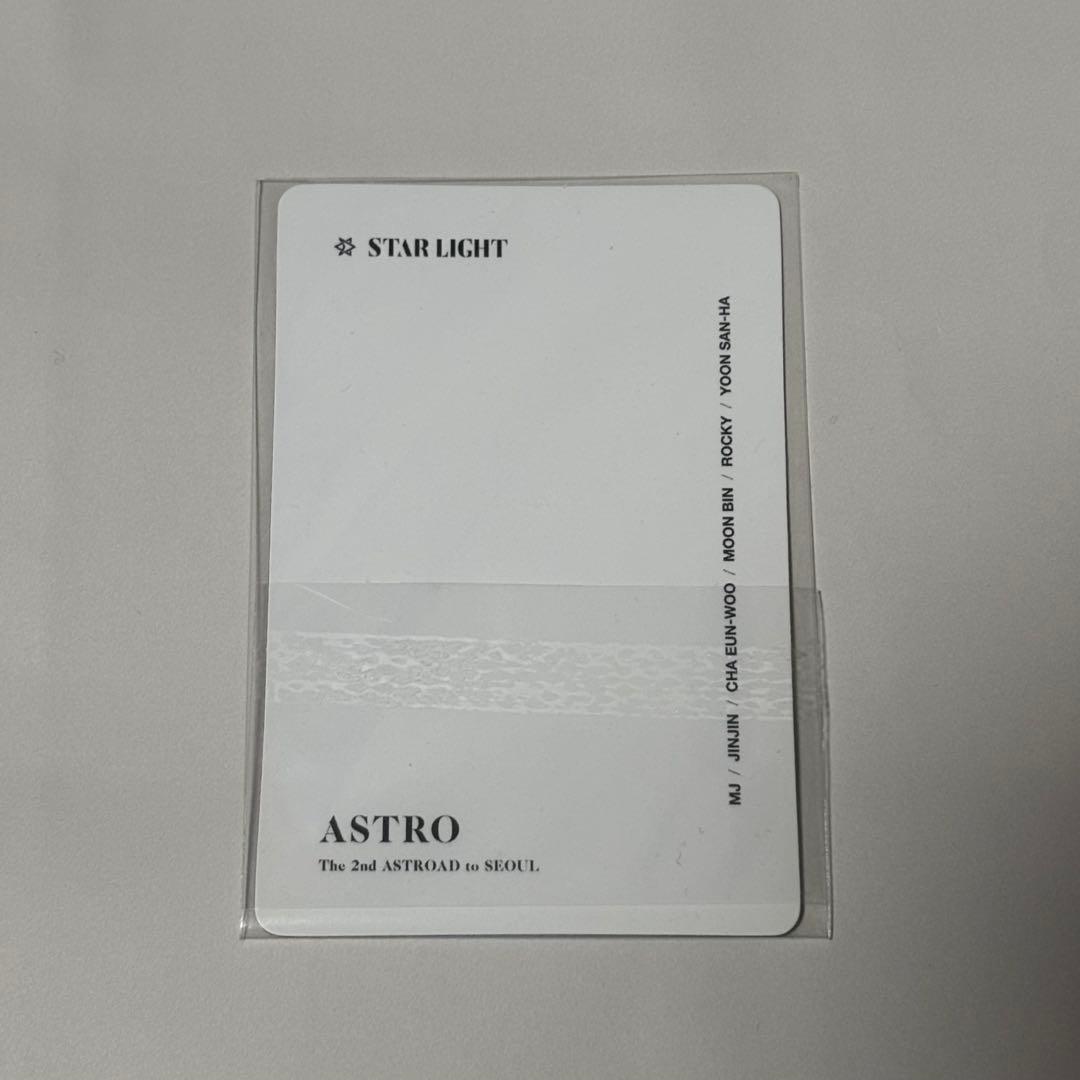 STAR LIGHT
MJ / JINJIN / CHA EUN-WOO / MOON BIN / ROCKY / YOON SAN-HA
ASTRO
The 2nd ASTROAD to SEOUL